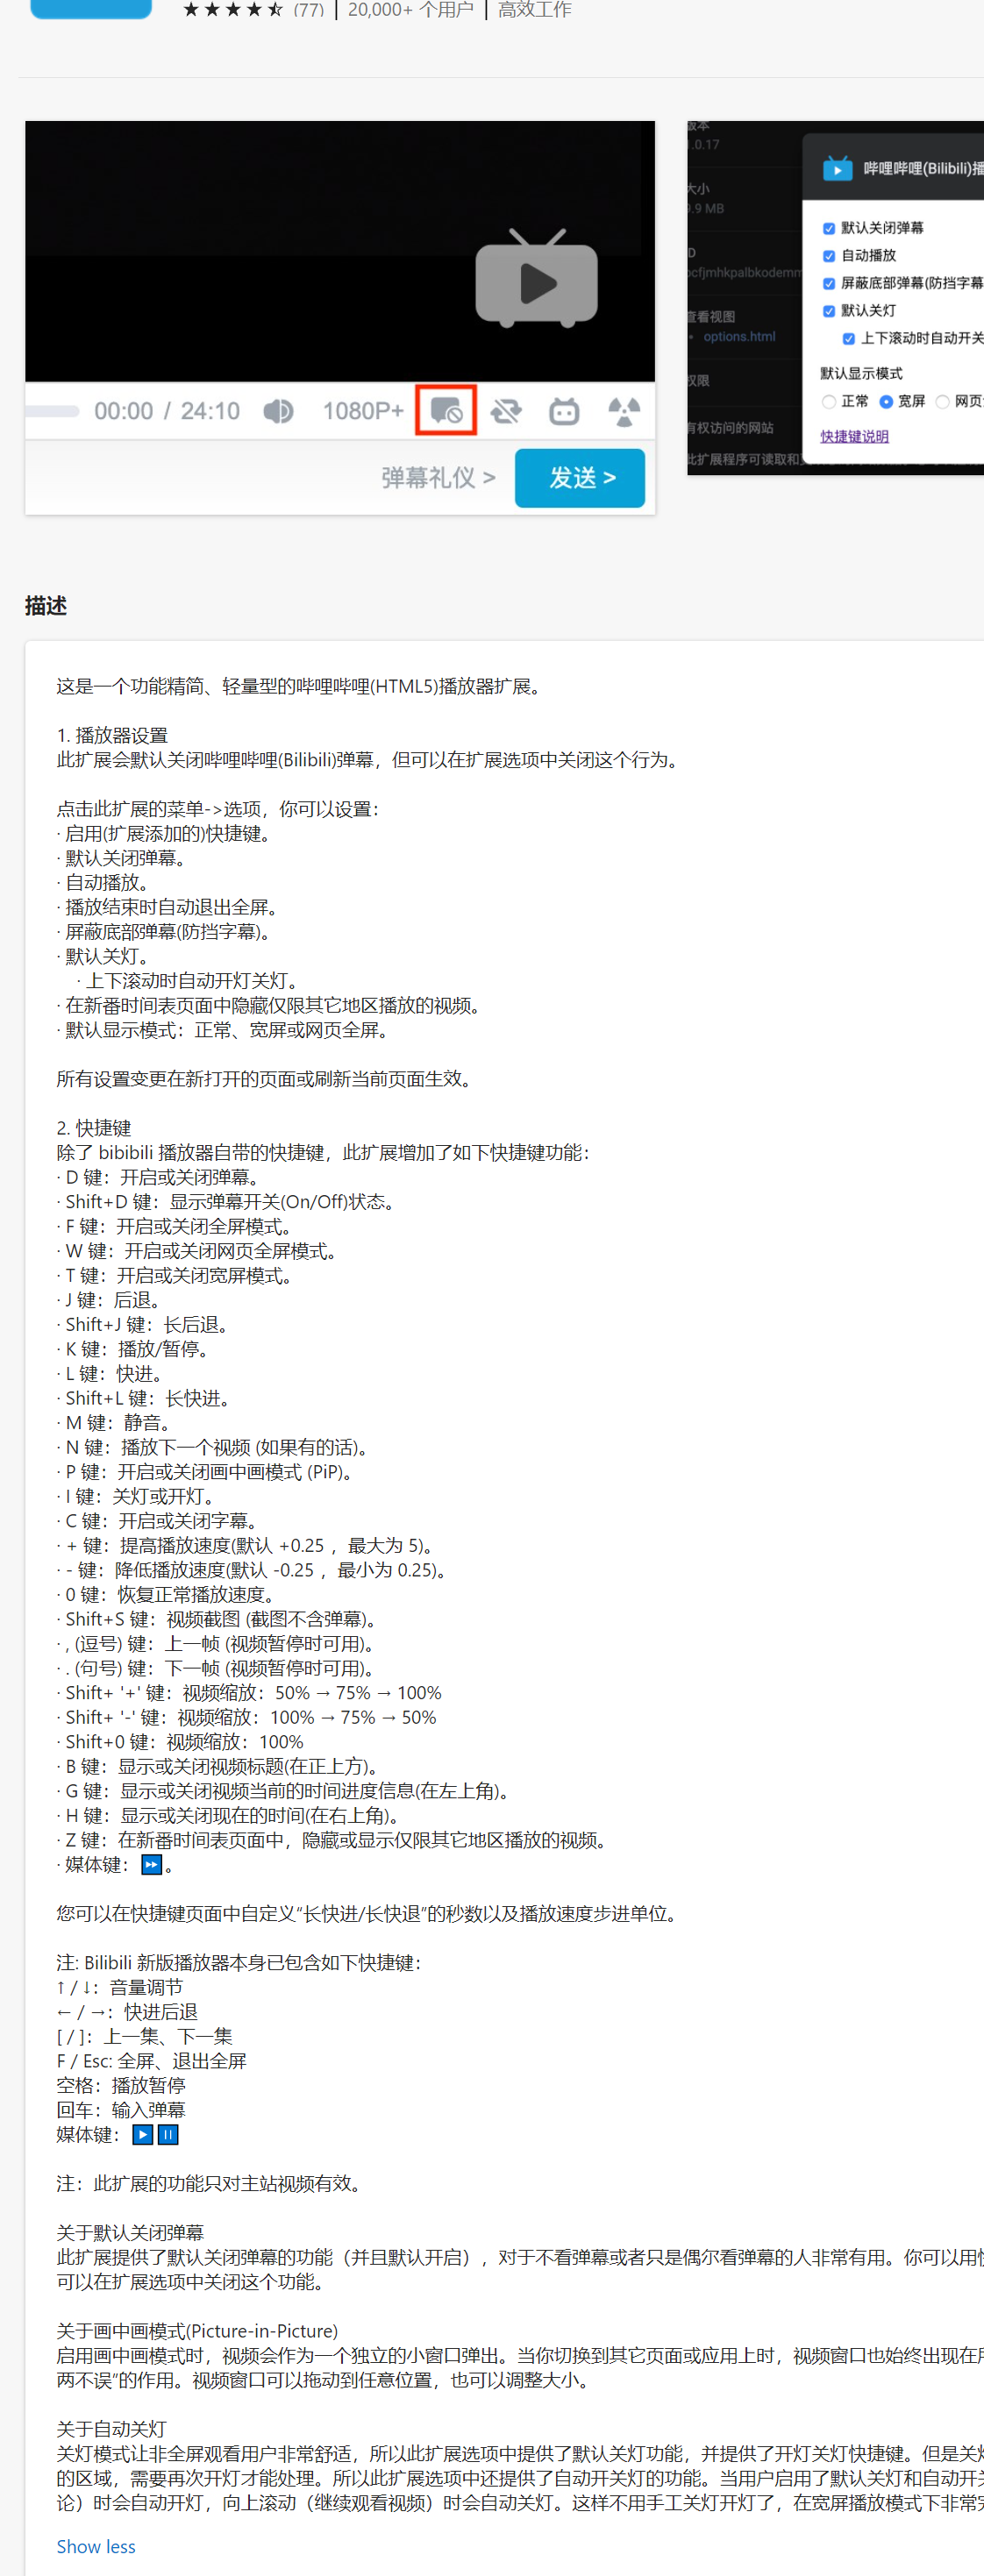 ★★★★⯪ (77) | 20,000+ 个用户 | 高效工作
00:00 / 24:10 1080P+
弹幕礼仪 > 发送 >
版本
1.0.17
大小
9.9 MB
ID
ocfjmhkpalbkodemm
查看视图
• options.html
权限
有权访问的网站
此扩展程序可读取和
哔哩哔哩(Bilibili)播
默认关闭弹幕
自动播放
屏蔽底部弹幕(防挡字幕
默认关灯
上下滚动时自动开关
默认显示模式
正常 宽屏 网页
快捷键说明
描述
这是一个功能精简、轻量型的哔哩哔哩(HTML5)播放器扩展。
1. 播放器设置
此扩展会默认关闭哔哩哔哩(Bilibili)弹幕，但可以在扩展选项中关闭这个行为。
点击此扩展的菜单->选项，你可以设置：
· 启用(扩展添加的)快捷键。
· 默认关闭弹幕。
· 自动播放。
· 播放结束时自动退出全屏。
· 屏蔽底部弹幕(防挡字幕)。
· 默认关灯。
· 上下滚动时自动开灯关灯。
· 在新番时间表页面中隐藏仅限其它地区播放的视频。
· 默认显示模式：正常、宽屏或网页全屏。
所有设置变更在新打开的页面或刷新当前页面生效。
2. 快捷键
除了 bibibili 播放器自带的快捷键，此扩展增加了如下快捷键功能：
· D 键：开启或关闭弹幕。
· Shift+D 键：显示弹幕开关(On/Off)状态。
· F 键：开启或关闭全屏模式。
· W 键：开启或关闭网页全屏模式。
· T 键：开启或关闭宽屏模式。
· J 键：后退。
· Shift+J 键：长后退。
· K 键：播放/暂停。
· L 键：快进。
· Shift+L 键：长快进。
· M 键：静音。
· N 键：播放下一个视频 (如果有的话)。
· P 键：开启或关闭画中画模式 (PiP)。
· I 键：关灯或开灯。
· C 键：开启或关闭字幕。
· + 键：提高播放速度(默认 +0.25 ，最大为 5)。
· - 键：降低播放速度(默认 -0.25 ，最小为 0.25)。
· 0 键：恢复正常播放速度。
· Shift+S 键：视频截图 (截图不含弹幕)。
· , (逗号) 键：上一帧 (视频暂停时可用)。
· . (句号) 键：下一帧 (视频暂停时可用)。
· Shift+ '+' 键：视频缩放：50% → 75% → 100%
· Shift+ '-' 键：视频缩放：100% → 75% → 50%
· Shift+0 键：视频缩放：100%
· B 键：显示或关闭视频标题(在正上方)。
· G 键：显示或关闭视频当前的时间进度信息(在左上角)。
· H 键：显示或关闭现在的时间(在右上角)。
· Z 键：在新番时间表页面中，隐藏或显示仅限其它地区播放的视频。
· 媒体键：⏩。
您可以在快捷键页面中自定义“长快进/长快退”的秒数以及播放速度步进单位。
注: Bilibili 新版播放器本身已包含如下快捷键：
↑ / ↓：音量调节
← / →：快进后退
[ / ]：上一集、下一集
F / Esc: 全屏、退出全屏
空格：播放暂停
回车：输入弹幕
媒体键：▶️⏸️
注：此扩展的功能只对主站视频有效。
关于默认关闭弹幕
此扩展提供了默认关闭弹幕的功能（并且默认开启），对于不看弹幕或者只是偶尔看弹幕的人非常有用。你可以用快
可以在扩展选项中关闭这个功能。
关于画中画模式(Picture-in-Picture)
启用画中画模式时，视频会作为一个独立的小窗口弹出。当你切换到其它页面或应用上时，视频窗口也始终出现在所
两不误”的作用。视频窗口可以拖动到任意位置，也可以调整大小。
关于自动关灯
关灯模式让非全屏观看用户非常舒适，所以此扩展选项中提供了默认关灯功能，并提供了开灯关灯快捷键。但是关灯
的区域，需要再次开灯才能处理。所以此扩展选项中还提供了自动开关灯的功能。当用户启用了默认关灯和自动开关
论）时会自动开灯，向上滚动（继续观看视频）时会自动关灯。这样不用手工关灯开灯了，在宽屏播放模式下非常完
Show less